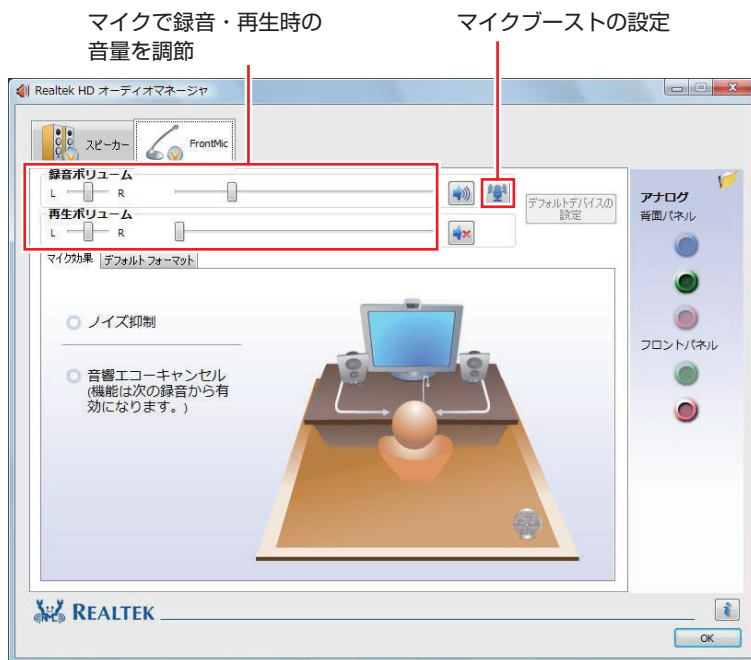 マイクで録音・再生時の
音量を調節
マイクブーストの設定
Realtek HD オーディオマネージャ
スピーカー
FrontMic
録音ボリューム
L R
再生ボリューム
L R
デフォルトデバイスの
設定
マイク効果 デフォルトフォーマット
ノイズ抑制
音響エコーキャンセル
(機能は次の録音から有
効になります。)
アナログ
背面パネル
フロントパネル
REALTEK
OK